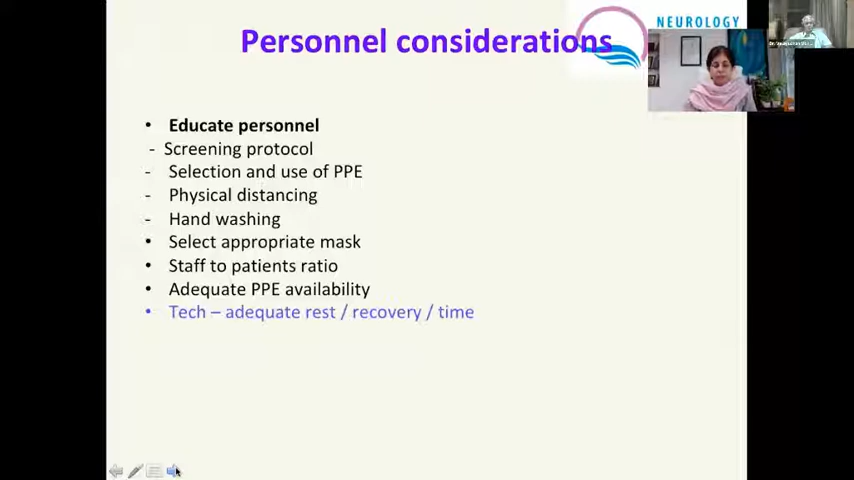 Personnel considerations
NEUROLOGY
• Educate personnel
- Screening protocol
- Selection and use of PPE
- Physical distancing
- Hand washing
• Select appropriate mask
• Staff to patients ratio
• Adequate PPE availability
• Tech – adequate rest / recovery / time